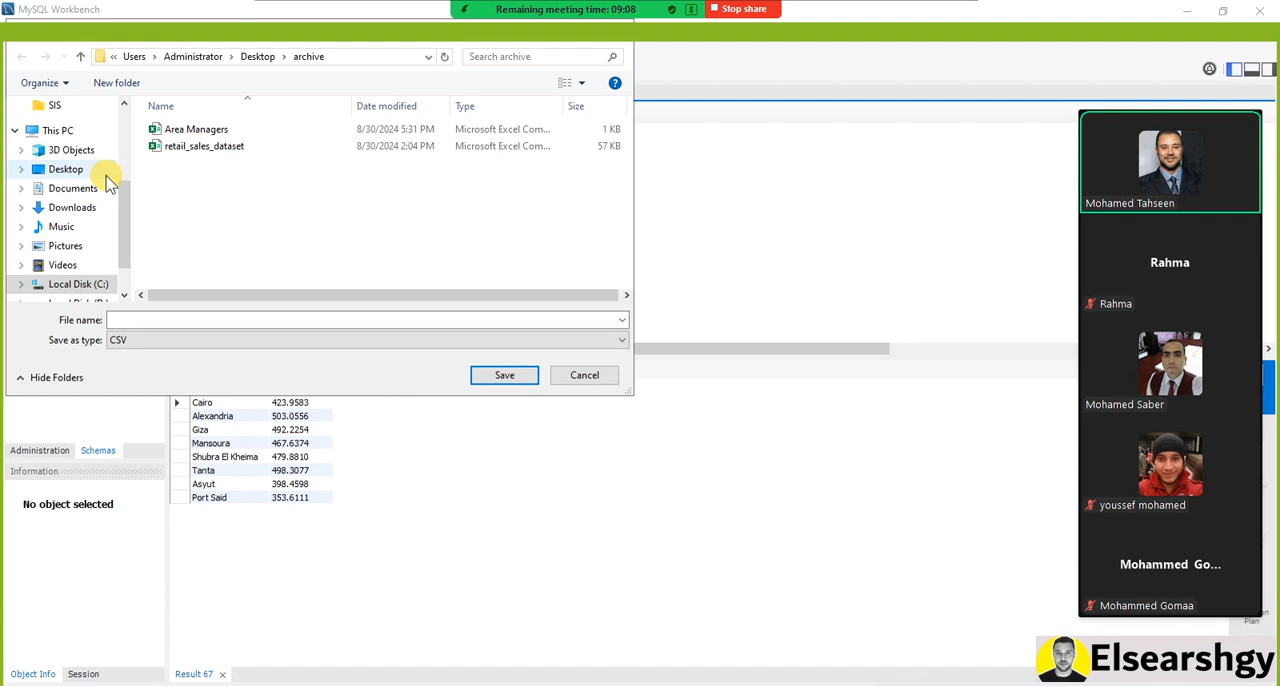 MySQL Workbench
Remaining meeting time: 09:08
$
Stop share
« Users > Administrator > Desktop > archive
Search archive
Organize
New folder
?
SIS
This PC
3D Objects
Desktop
Documents
Downloads
Music
Pictures
Videos
Local Disk (C:)
Name Date modified Type Size
Area Managers 8/30/2024 5:31 PM Microsoft Excel Com... 1 KB
retail_sales_dataset 8/30/2024 2:04 PM Microsoft Excel Com... 57 KB
File name:
Save as type: CSV
Hide Folders
Save
Cancel
Cairo 423.9583
Alexandria 503.0556
Giza 492.2254
Mansoura 467.6374
Shubra El Kheima 479.8810
Tanta 498.3077
Asyut 398.4598
Port Said 353.6111
Administration Schemas
Information
No object selected
Object Info Session
Result 67
Mohamed Tahseen
Rahma
Rahma
Mohamed Saber
youssef mohamed
Mohammed Go...
Mohammed Gomaa
Plan
Elsearshgy